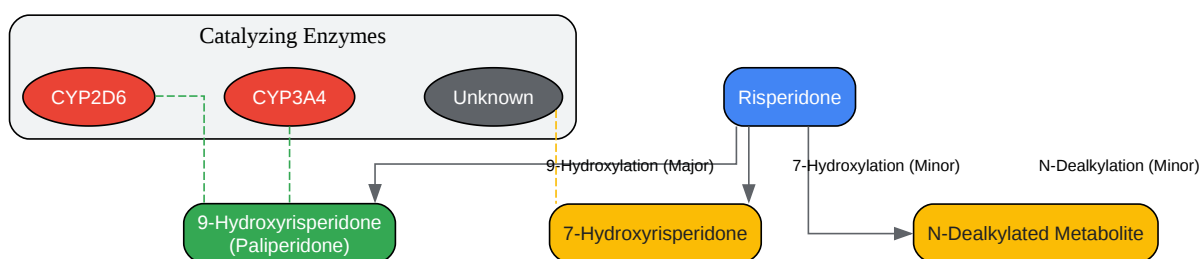 Catalyzing Enzymes
CYP2D6
CYP3A4
Unknown
Risperidone
9-Hydroxylation (Major)
7-Hydroxylation (Minor)
N-Dealkylation (Minor)
9-Hydroxyrisperidone
(Paliperidone)
7-Hydroxyrisperidone
N-Dealkylated Metabolite